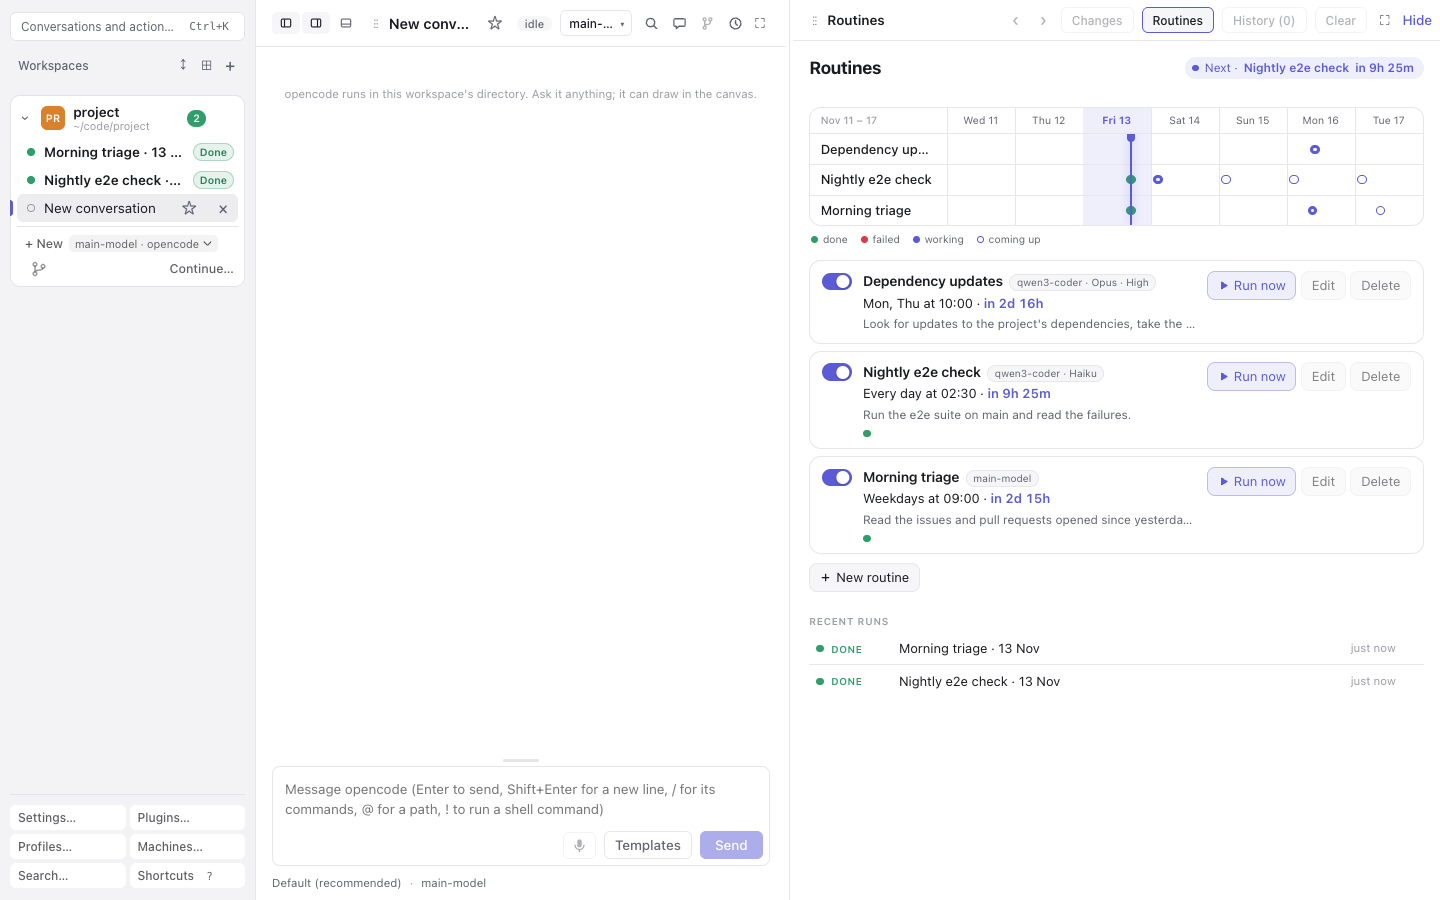 Conversations and action... Ctrl+K
Workspaces
PR project 2
~/code/project
Morning triage · 13 ... Done
Nightly e2e check ·... Done
New conversation
+ New main-model · opencode
Continue...
Settings...
Plugins...
Profiles...
Machines...
Search...
Shortcuts ?
New conv... idle main-...
opencode runs in this workspace's directory. Ask it anything; it can draw in the canvas.
Message opencode (Enter to send, Shift+Enter for a new line, / for its
commands, @ for a path, ! to run a shell command)
Templates Send
Default (recommended) · main-model
Routines Changes Routines History (0) Clear Hide
Routines
Next · Nightly e2e check in 9h 25m
Nov 11 – 17 Wed 11 Thu 12 Fri 13 Sat 14 Sun 15 Mon 16 Tue 17
Dependency up...
Nightly e2e check
Morning triage
done failed working coming up
Dependency updates qwen3-coder · Opus · High Run now Edit Delete
Mon, Thu at 10:00 · in 2d 16h
Look for updates to the project's dependencies, take the ...
Nightly e2e check qwen3-coder · Haiku Run now Edit Delete
Every day at 02:30 · in 9h 25m
Run the e2e suite on main and read the failures.
Morning triage main-model Run now Edit Delete
Weekdays at 09:00 · in 2d 15h
Read the issues and pull requests opened since yesterda...
+ New routine
RECENT RUNS
DONE Morning triage · 13 Nov just now
DONE Nightly e2e check · 13 Nov just now